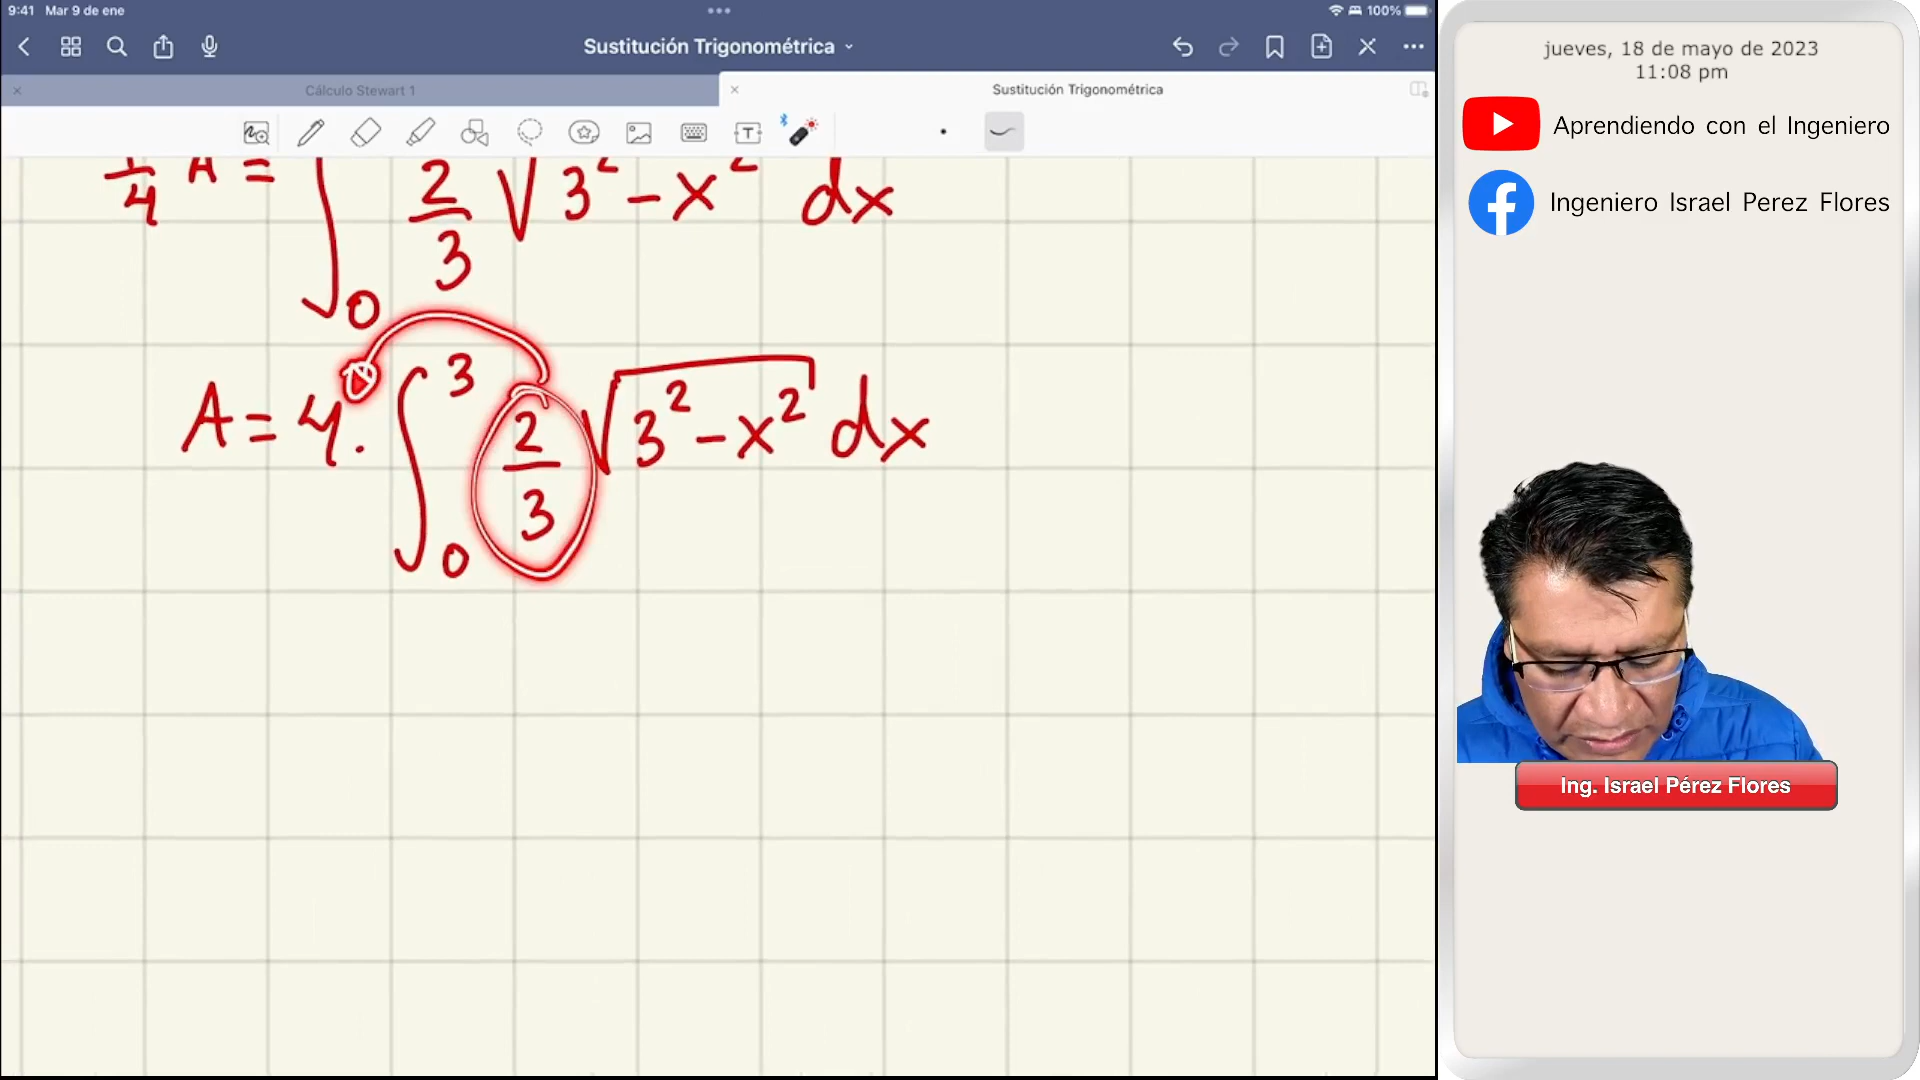 9:41 Mar 9 de ene
100%
Sustitución Trigonométrica
Cálculo Stewart 1
Sustitución Trigonométrica
1/4 A = ∫₀ 2/3 √3² - x² dx
A = 4 · ∫₀³ 2/3 √3² - x² dx
jueves, 18 de mayo de 2023
11:08 pm
Aprendiendo con el Ingeniero
Ingeniero Israel Perez Flores
Ing. Israel Pérez Flores